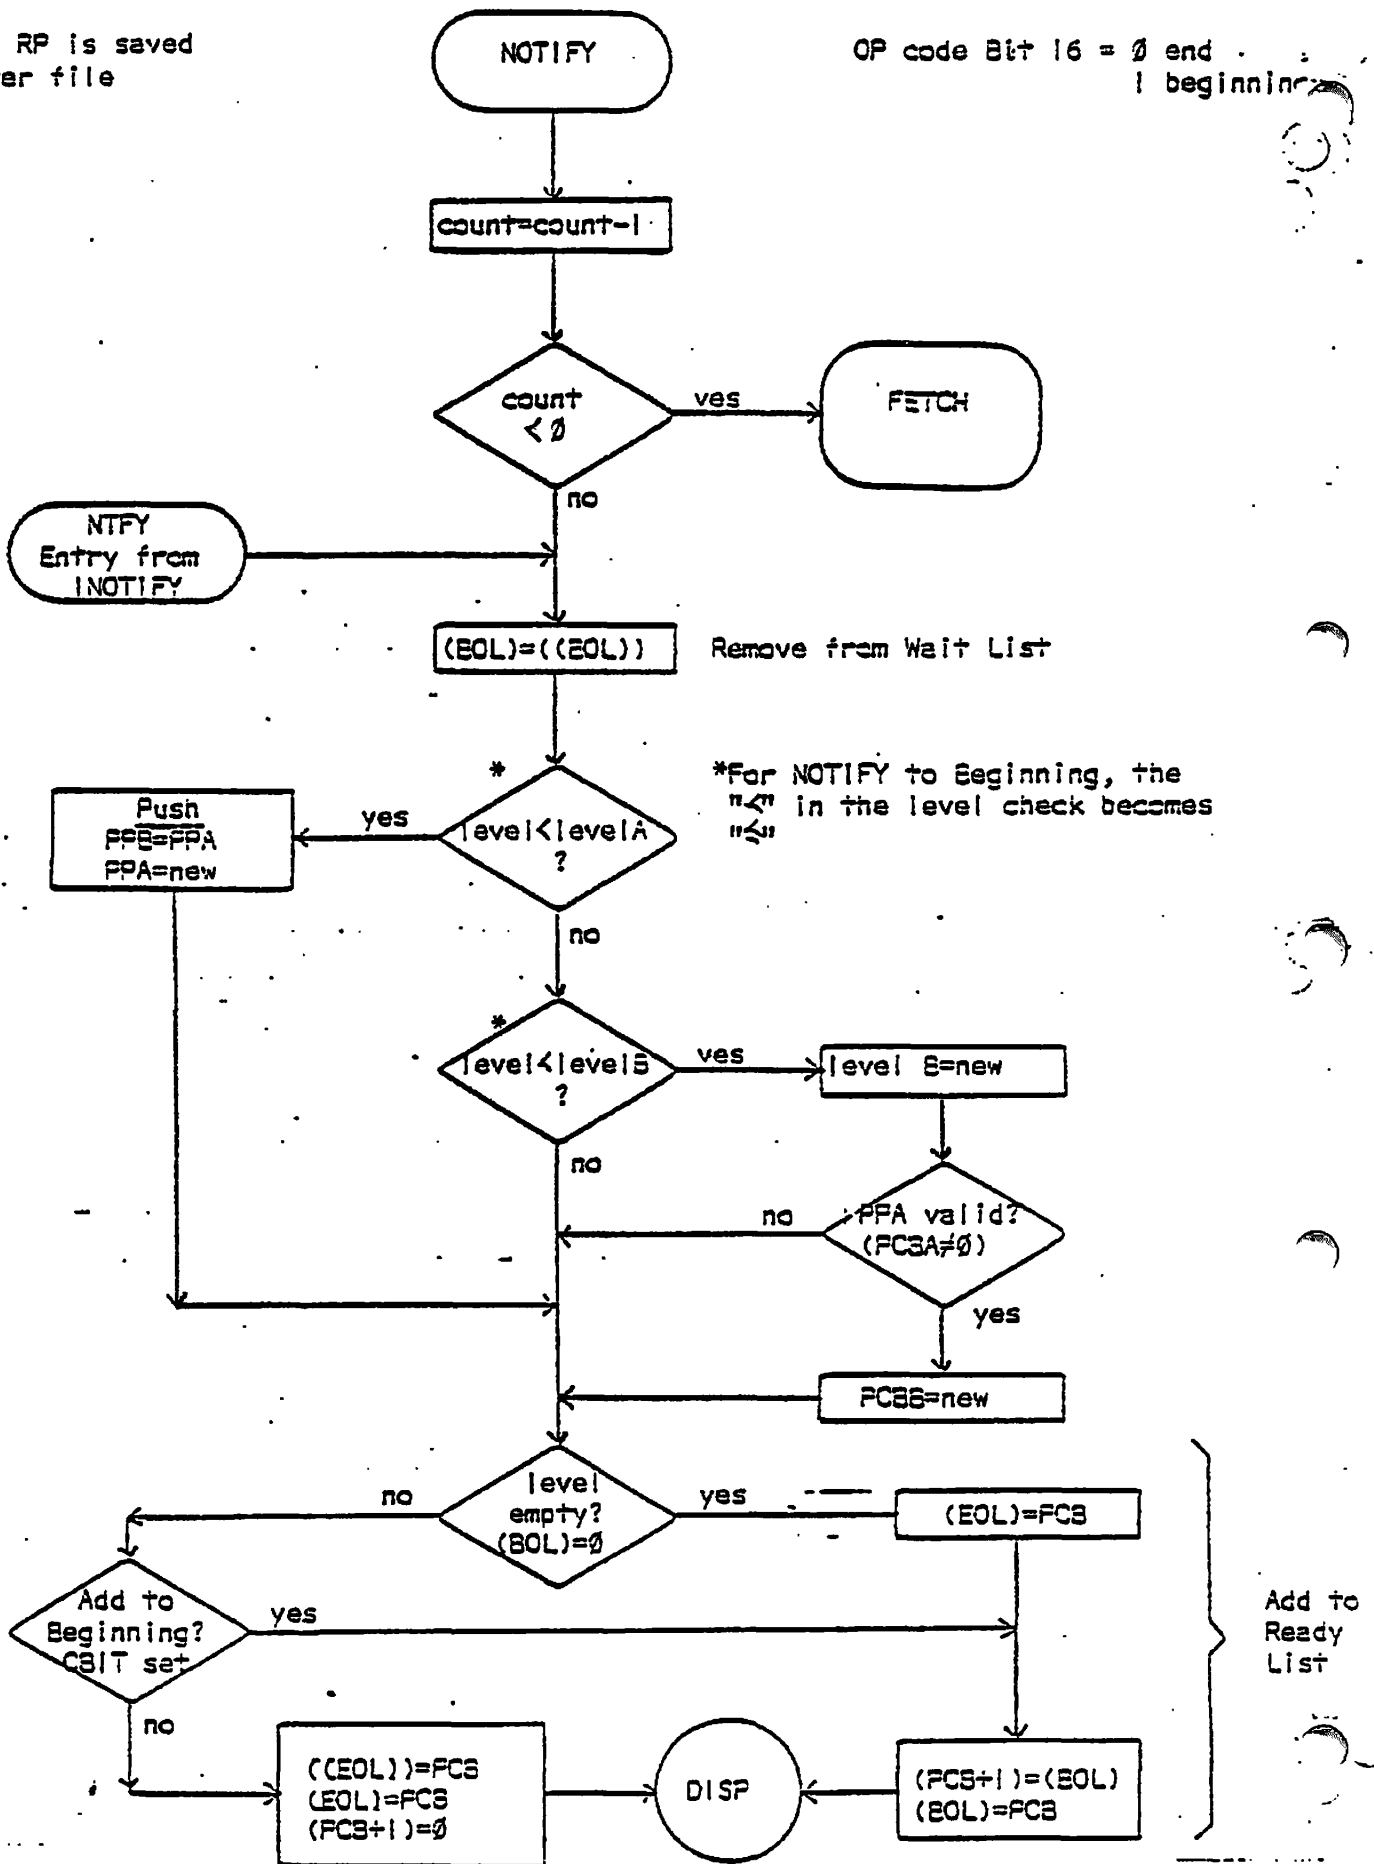 RP is saved
er file
NOTIFY
OP code Bit 16 = Ø end
1 beginning
count=count-1
count
<Ø
yes
FETCH
no
NTFY
Entry from
INOTIFY
(BOL)=((BOL))
Remove from Wait List
*
*For NOTIFY to Beginning, the
"<" in the level check becomes
"≤"
Push
PPB=PPA
PPA=new
yes
level<levelA
?
no
*
level<levelB
?
yes
level B=new
no
no
PPA valid?
(PCBA≠Ø)
yes
PCBB=new
no
level
empty?
(BOL)=Ø
yes
(EOL)=PCB
Add to
Beginning?
CBIT set
yes
Add to
Ready
List
no
((EOL))=PCB
(EOL)=PCB
(PCB+1)=Ø
DISP
(PCB+1)=(BOL)
(BOL)=PCB